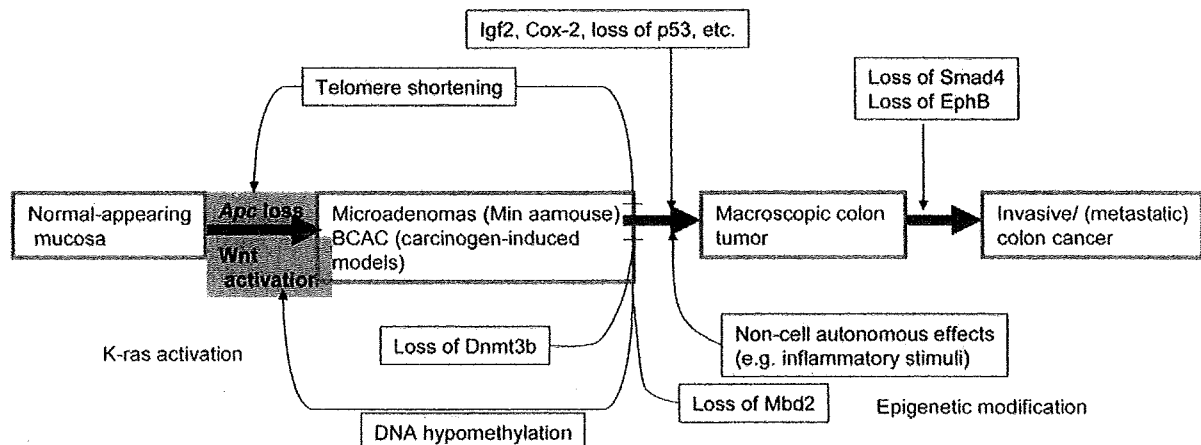 Igf2, Cox-2, loss of p53, etc.
Telomere shortening
Loss of Smad4
Loss of EphB
Normal-appearing
mucosa
Apc loss
Wnt
activation
Microadenomas (Min aamouse)
BCAC (carcinogen-induced
models)
Macroscopic colon
tumor
Invasive/ (metastatic)
colon cancer
K-ras activation
Loss of Dnmt3b
Non-cell autonomous effects
(e.g. inflammatory stimuli)
Loss of Mbd2
Epigenetic modification
DNA hypomethylation